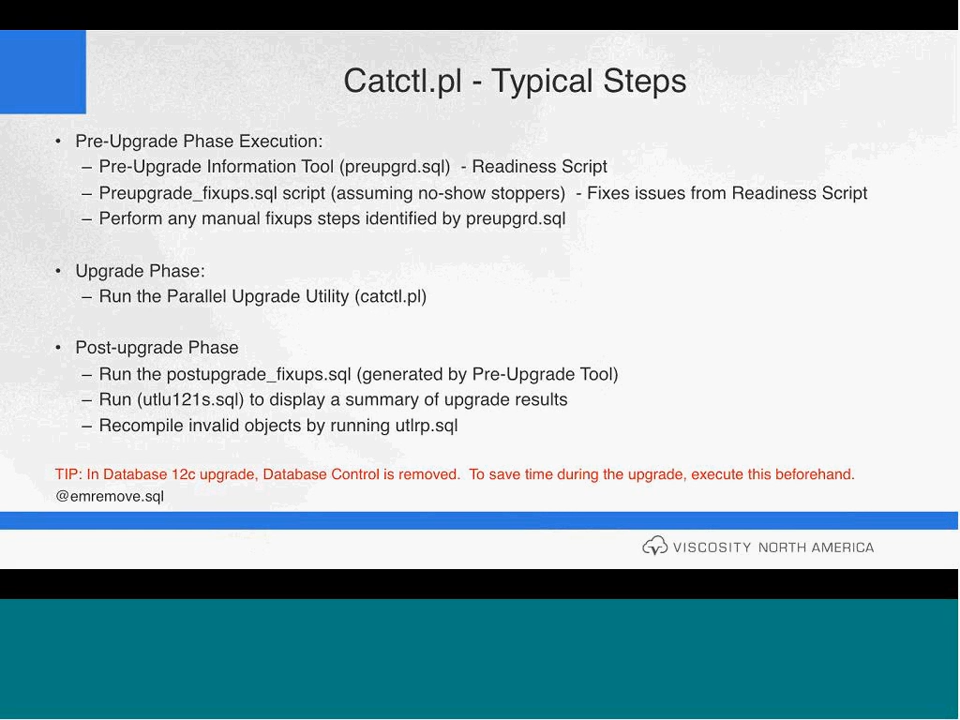 Catctl.pl - Typical Steps
• Pre-Upgrade Phase Execution:
– Pre-Upgrade Information Tool (preupgrd.sql) - Readiness Script
– Preupgrade_fixups.sql script (assuming no-show stoppers) - Fixes issues from Readiness Script
– Perform any manual fixups steps identified by preupgrd.sql
• Upgrade Phase:
– Run the Parallel Upgrade Utility (catctl.pl)
• Post-upgrade Phase
– Run the postupgrade_fixups.sql (generated by Pre-Upgrade Tool)
– Run (utlu121s.sql) to display a summary of upgrade results
– Recompile invalid objects by running utlrp.sql
TIP: In Database 12c upgrade, Database Control is removed. To save time during the upgrade, execute this beforehand.
@emremove.sql
VISCOSITY NORTH AMERICA